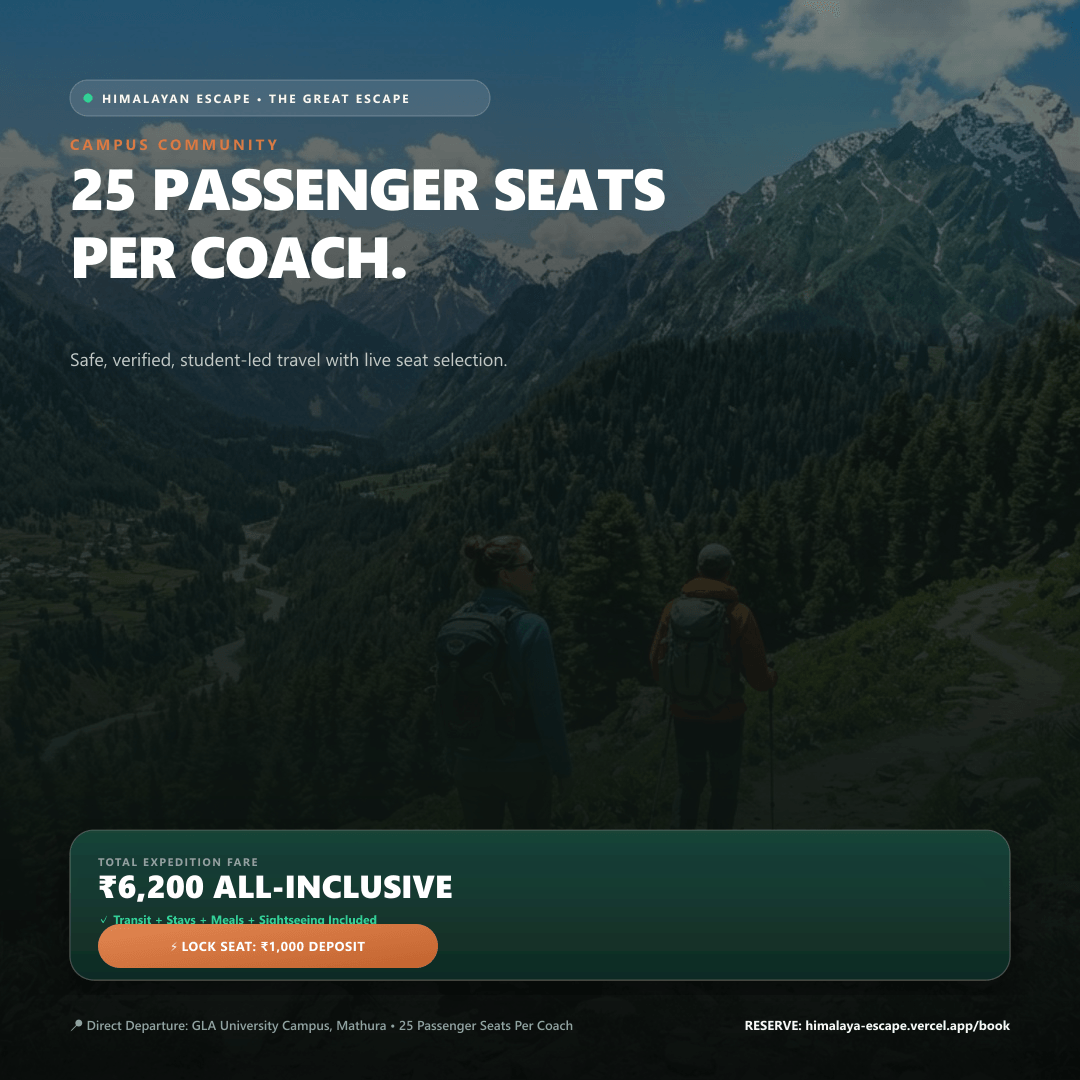 HIMALAYAN ESCAPE • THE GREAT ESCAPE
CAMPUS COMMUNITY
25 PASSENGER SEATS
PER COACH.
Safe, verified, student-led travel with live seat selection.
TOTAL EXPEDITION FARE
₹6,200 ALL-INCLUSIVE
✓ Transit + Stays + Meals + Sightseeing Included
⚡ LOCK SEAT: ₹1,000 DEPOSIT
📍 Direct Departure: GLA University Campus, Mathura • 25 Passenger Seats Per Coach
RESERVE: himalaya-escape.vercel.app/book